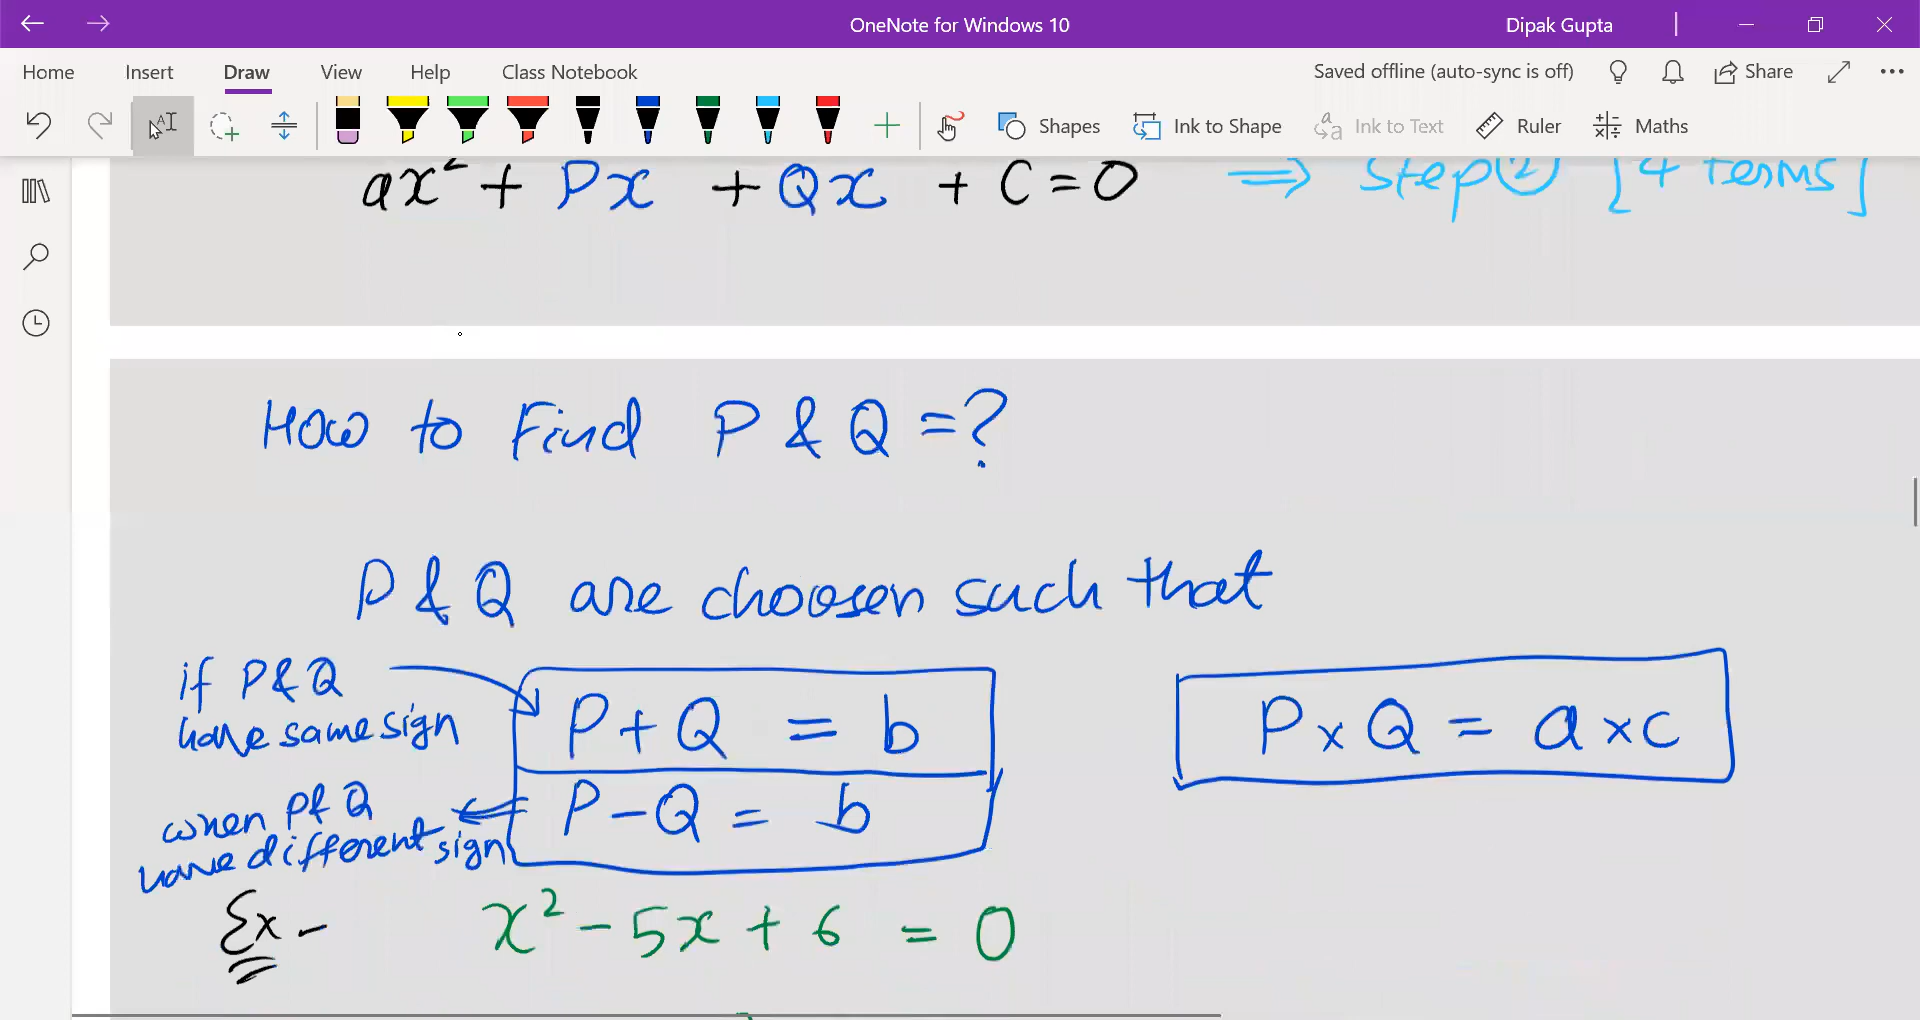 OneNote for Windows 10
Dipak Gupta
Home Insert Draw View Help Class Notebook
Saved offline (auto-sync is off) Share
Shapes Ink to Shape Ink to Text Ruler Maths
ax² + Px + Qx + C = 0 ⇒ Step ② [4 Terms]
How to Find P & Q = ?
P & Q are choosen such that
if P & Q
have same sign
P + Q = b
P × Q = a × c
when P & Q
have different sign
P - Q = b
Ex - x² - 5x + 6 = 0